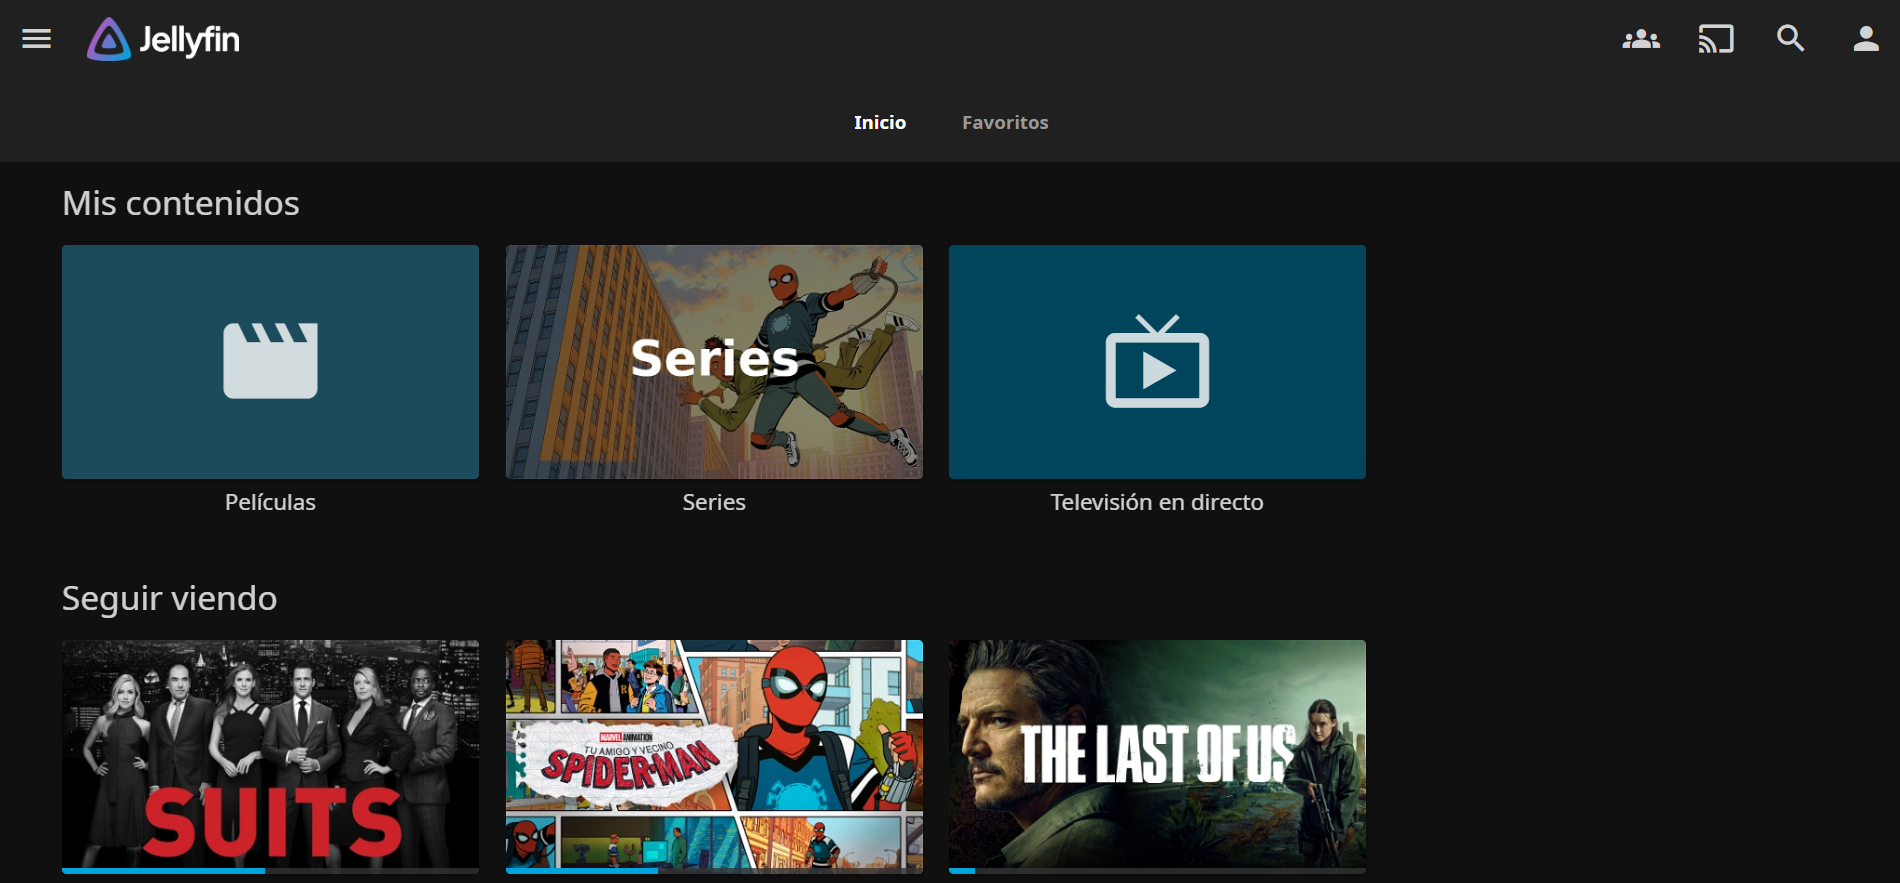 Jellyfin
Inicio
Favoritos
Mis contenidos
Series
Películas
Series
Televisión en directo
Seguir viendo
SUITS
MARVEL ANIMATION
TU AMIGO Y VECINO
SPIDER-MAN
THE LAST OF US